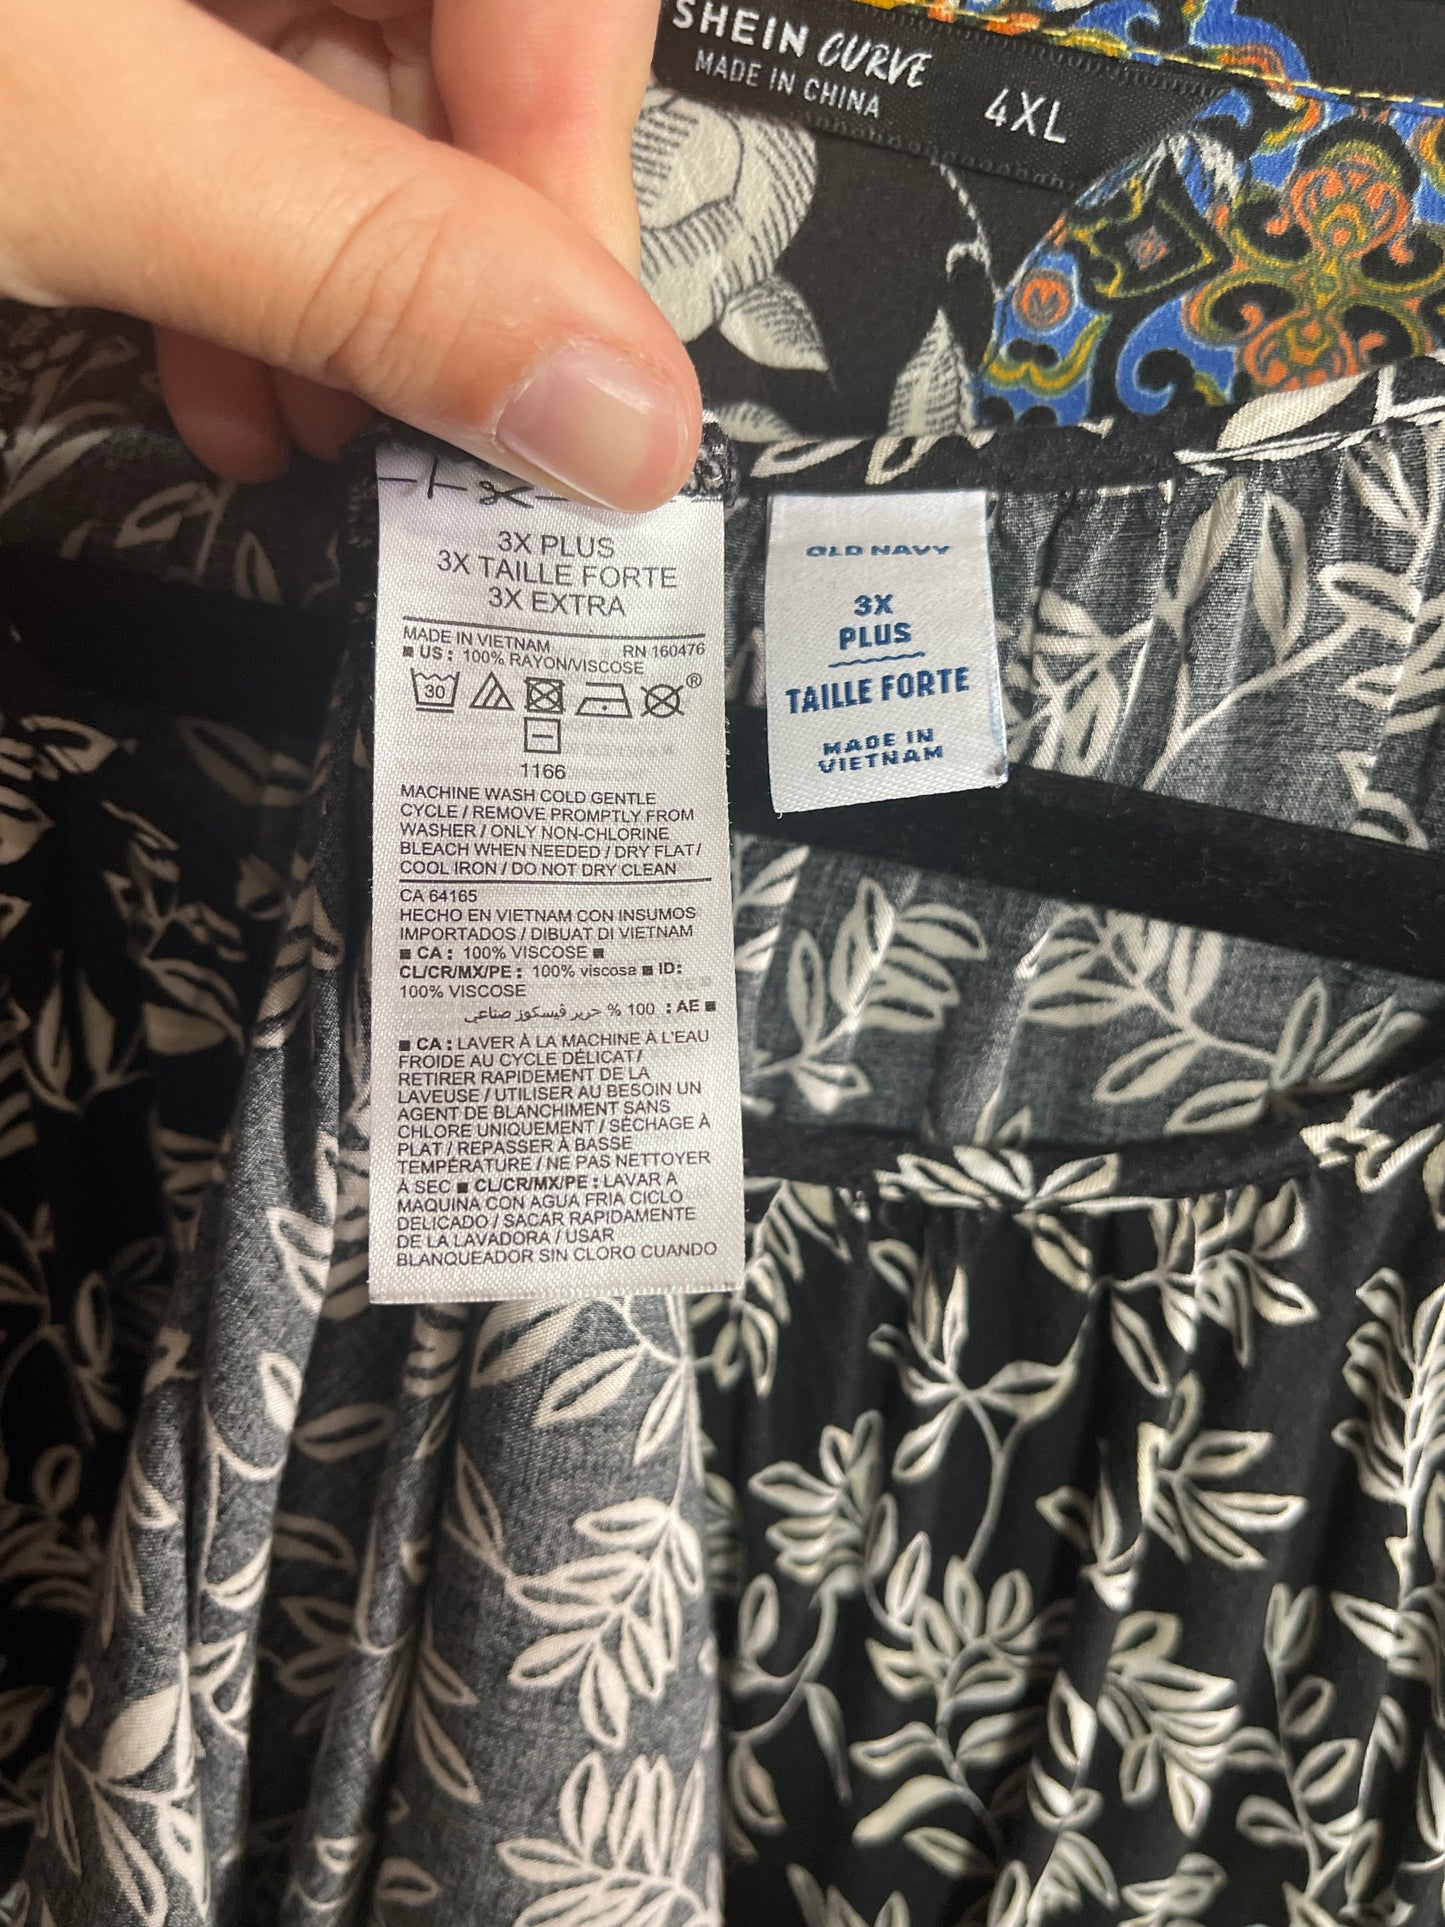 SHEIN CURVE
MADE IN CHINA
4XL
3X PLUS
3X TAILLE FORTE
3X EXTRA
MADE IN VIETNAM RN 160476
■ US : 100% RAYON/VISCOSE
30
®
1166
MACHINE WASH COLD GENTLE
CYCLE / REMOVE PROMPTLY FROM
WASHER / ONLY NON-CHLORINE
BLEACH WHEN NEEDED / DRY FLAT /
COOL IRON / DO NOT DRY CLEAN
CA 64165
HECHO EN VIETNAM CON INSUMOS
IMPORTADOS / DIBUAT DI VIETNAM
■ CA : 100% VISCOSE ■
CL/CR/MX/PE : 100% viscosa ■ ID:
100% VISCOSE
■ AE : 100 % حرير ڤيسكوز صناعي
■ CA : LAVER À LA MACHINE À L'EAU
FROIDE AU CYCLE DÉLICAT /
RETIRER RAPIDEMENT DE LA
LAVEUSE / UTILISER AU BESOIN UN
AGENT DE BLANCHIMENT SANS
CHLORE UNIQUEMENT / SÉCHAGE À
PLAT / REPASSER À BASSE
TEMPÉRATURE / NE PAS NETTOYER
À SEC ■ CL/CR/MX/PE : LAVAR A
MAQUINA CON AGUA FRIA CICLO
DELICADO / SACAR RAPIDAMENTE
DE LA LAVADORA / USAR
BLANQUEADOR SIN CLORO CUANDO
OLD NAVY
3X
PLUS
TAILLE FORTE
MADE IN
VIETNAM